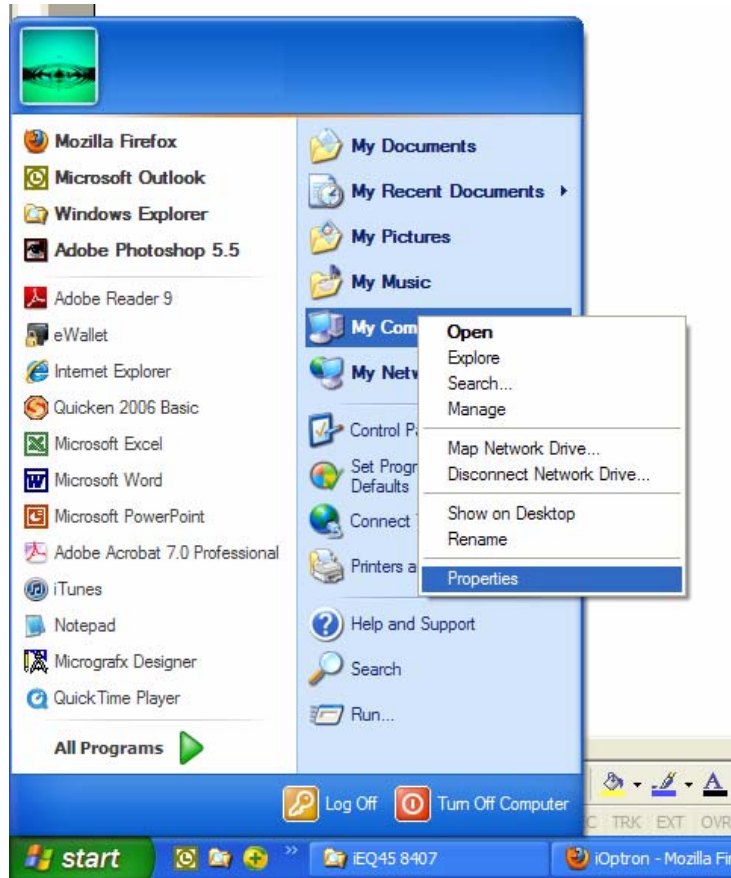 Mozilla Firefox
Microsoft Outlook
Windows Explorer
Adobe Photoshop 5.5
Adobe Reader 9
eWallet
Internet Explorer
Quicken 2006 Basic
Microsoft Excel
Microsoft Word
Microsoft PowerPoint
Adobe Acrobat 7.0 Professional
iTunes
Notepad
Micrografx Designer
QuickTime Player
All Programs
My Documents
My Recent Documents
My Pictures
My Music
My Com
My Netw
Control Pa
Set Progr
Defaults
Connect
Printers a
Help and Support
Search
Run...
Open
Explore
Search...
Manage
Map Network Drive...
Disconnect Network Drive...
Show on Desktop
Rename
Properties
Log Off
Turn Off Computer
A
TRK EXT OVR
start
iEQ45 8407
iOptron - Mozilla Fi